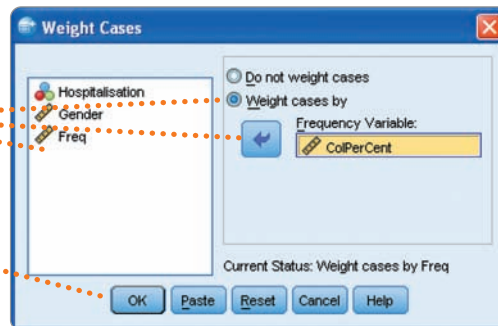 Weight Cases
Hospitalisation
Gender
Freq
Do not weight cases
Weight cases by
Frequency Variable:
ColPerCent
Current Status: Weight cases by Freq
OK Paste Reset Cancel Help